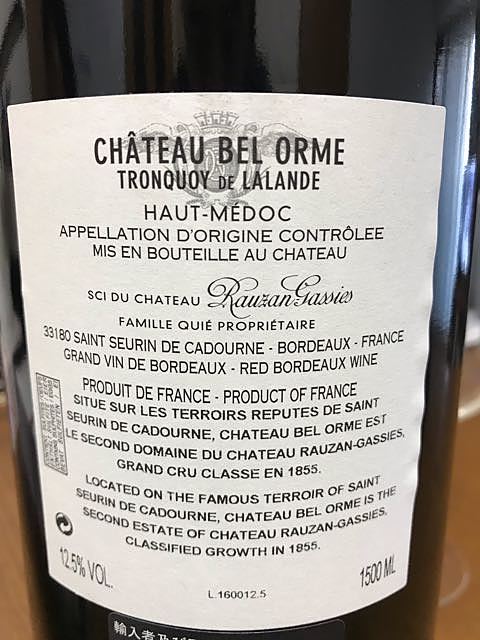 CHÂTEAU BEL ORME
TRONQUOY DE LALANDE
HAUT-MÉDOC
APPELLATION D'ORIGINE CONTRÔLEE
MIS EN BOUTEILLE AU CHATEAU
SCI DU CHATEAU Rauzan Gassies
FAMILLE QUIÉ PROPRIÉTAIRE
33180 SAINT SEURIN DE CADOURNE - BORDEAUX - FRANCE
GRAND VIN DE BORDEAUX - RED BORDEAUX WINE
PRODUIT DE FRANCE - PRODUCT OF FRANCE
SITUE SUR LES TERROIRS REPUTES DE SAINT
SEURIN DE CADOURNE, CHATEAU BEL ORME EST
LE SECOND DOMAINE DU CHATEAU RAUZAN-GASSIES,
GRAND CRU CLASSE EN 1855.
LOCATED ON THE FAMOUS TERROIR OF SAINT
SEURIN DE CADOURNE, CHATEAU BEL ORME IS THE
SECOND ESTATE OF CHATEAU RAUZAN-GASSIES,
CLASSIFIED GROWTH IN 1855.
12.5% VOL.
1500 ML
L.160012.5
輸入者及び